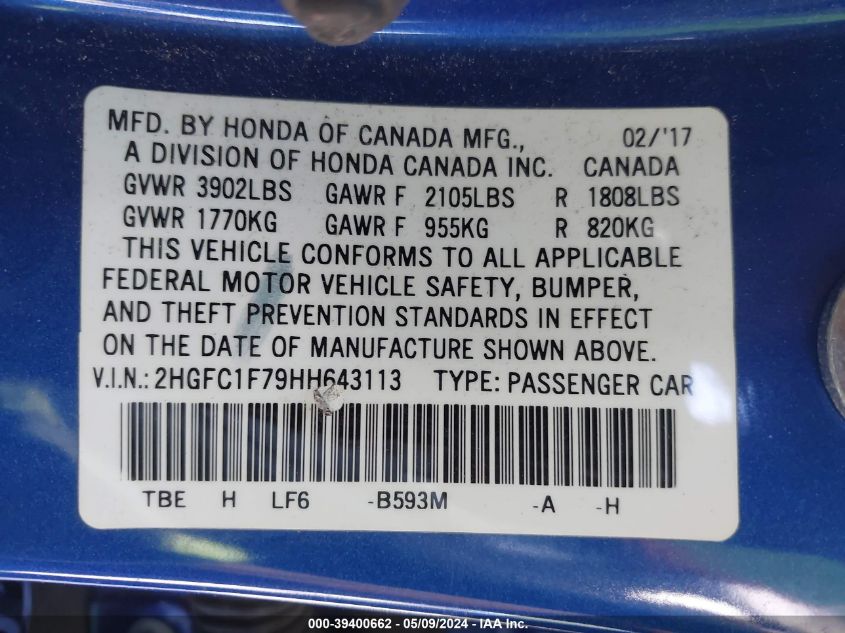 MFD. BY HONDA OF CANADA MFG., 02/'17
A DIVISION OF HONDA CANADA INC. CANADA
GVWR 3902LBS GAWR F 2105LBS R 1808LBS
GVWR 1770KG GAWR F 955KG R 820KG
THIS VEHICLE CONFORMS TO ALL APPLICABLE
FEDERAL MOTOR VEHICLE SAFETY, BUMPER,
AND THEFT PREVENTION STANDARDS IN EFFECT
ON THE DATE OF MANUFACTURE SHOWN ABOVE.
V.I.N.: 2HGFC1F79HH643113 TYPE: PASSENGER CAR
TBE H LF6 -B593M -A -H
000-39400662 - 05/09/2024 - IAA Inc.